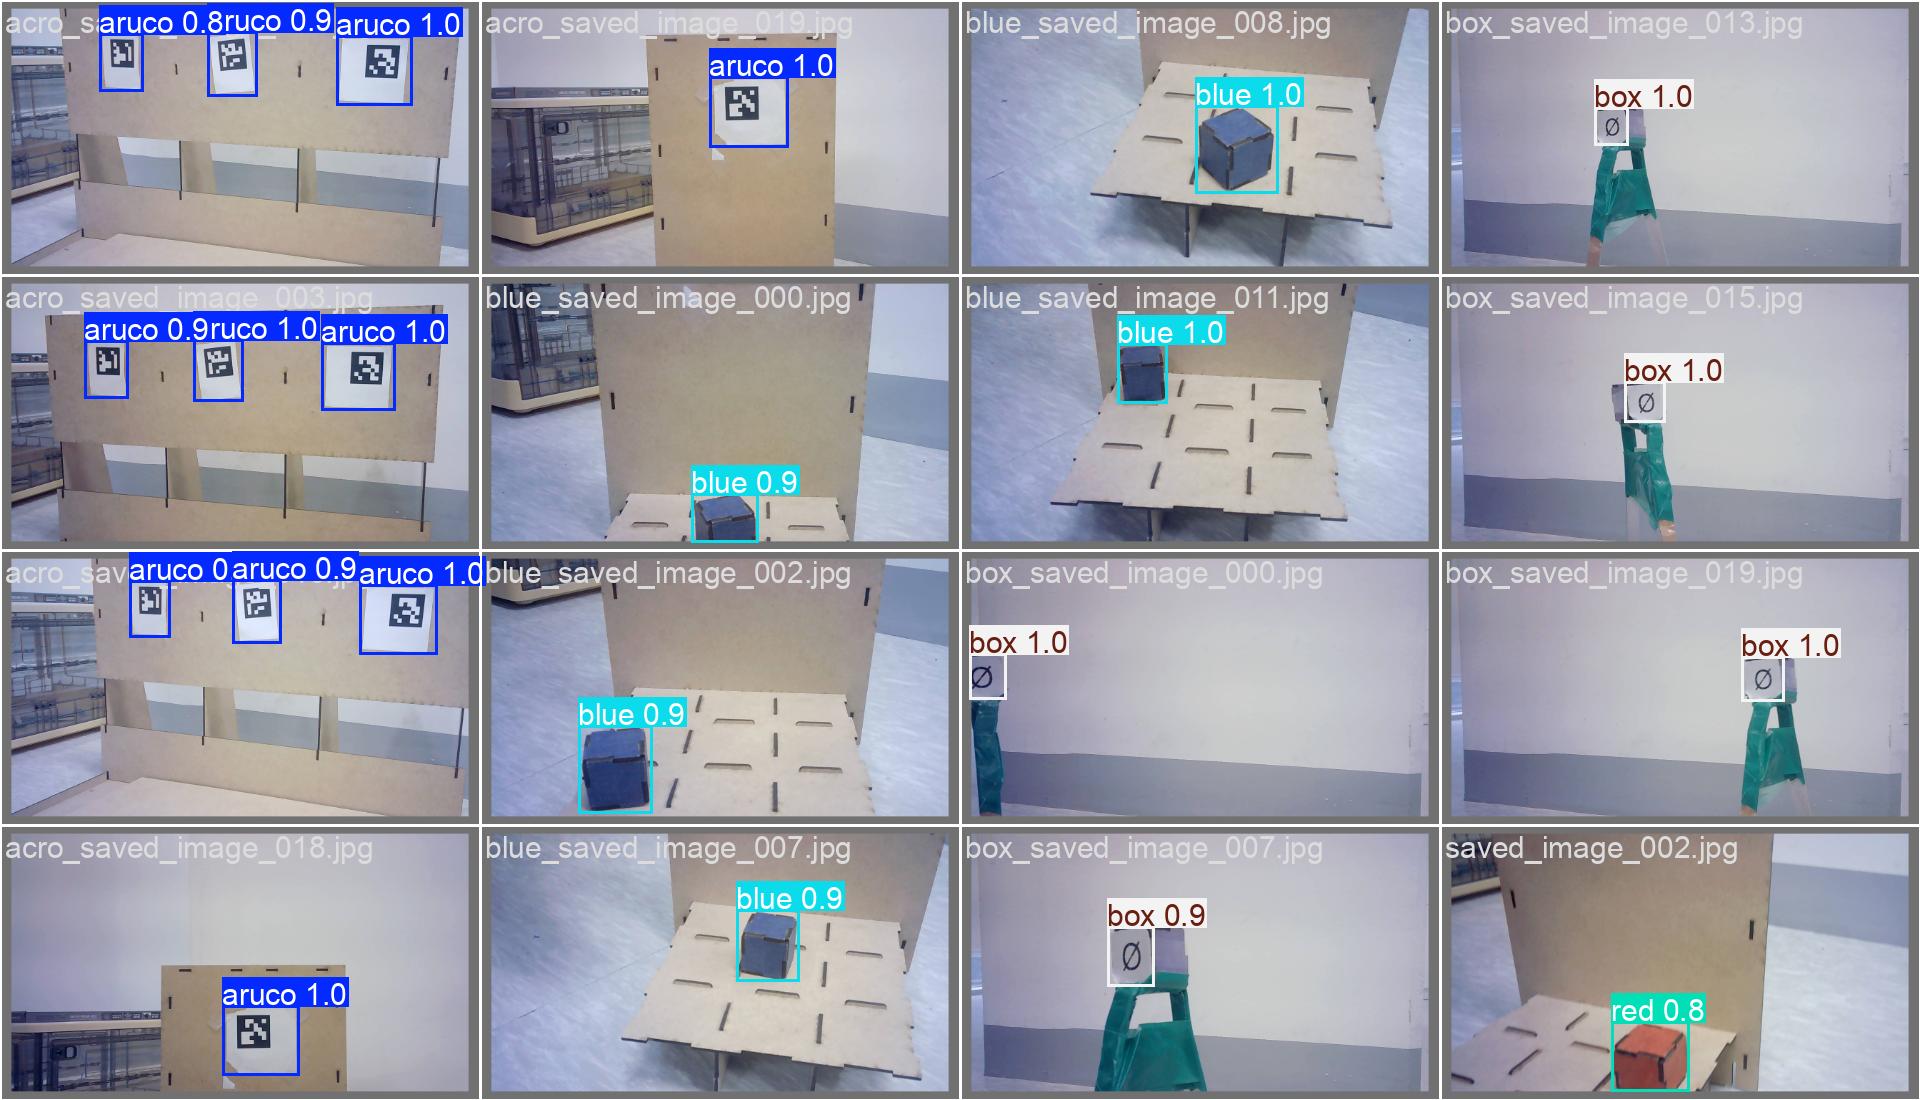 acro_sa
aruco 0.8
ruco 0.9
aruco 1.0
acro_saved_image_019.jpg
aruco 1.0
blue_saved_image_008.jpg
blue 1.0
box_saved_image_013.jpg
box 1.0
Ø
acro_saved_image_003.jpg
aruco 0.9
ruco 1.0
aruco 1.0
blue_saved_image_000.jpg
blue 0.9
blue_saved_image_011.jpg
blue 1.0
box_saved_image_015.jpg
box 1.0
Ø
acro_sav
aruco 0
aruco 0.9
aruco 1.0
blue_saved_image_002.jpg
blue 0.9
box_saved_image_000.jpg
box 1.0
Ø
box_saved_image_019.jpg
box 1.0
Ø
acro_saved_image_018.jpg
aruco 1.0
blue_saved_image_007.jpg
blue 0.9
box_saved_image_007.jpg
box 0.9
Ø
saved_image_002.jpg
red 0.8